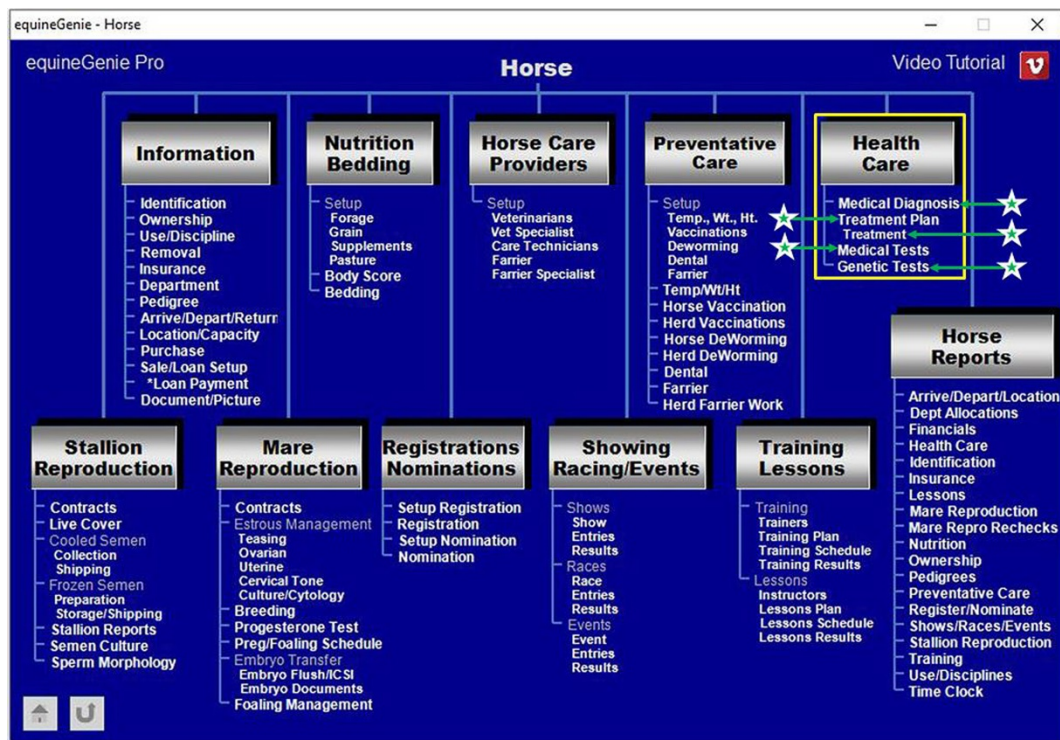 equineGenie - Horse
equineGenie Pro
Horse
Video Tutorial
Information
Identification
Ownership
Use/Discipline
Removal
Insurance
Department
Pedigree
Arrive/Depart/Return
Location/Capacity
Purchase
Sale/Loan Setup
*Loan Payment
Document/Picture
Nutrition
Bedding
Setup
Forage
Grain
Supplements
Pasture
Body Score
Bedding
Horse Care
Providers
Setup
Veterinarians
Vet Specialist
Care Technicians
Farrier
Farrier Specialist
Preventative
Care
Setup
Temp., Wt., Ht.
Vaccinations
Deworming
Dental
Farrier
Temp/Wt/Ht
Horse Vaccination
Herd Vaccinations
Horse DeWorming
Herd DeWorming
Dental
Farrier
Herd Farrier Work
Health
Care
Medical Diagnosis
Treatment Plan
Treatment
Medical Tests
Genetic Tests
Stallion
Reproduction
Contracts
Live Cover
Cooled Semen
Collection
Shipping
Frozen Semen
Preparation
Storage/Shipping
Stallion Reports
Semen Culture
Sperm Morphology
Mare
Reproduction
Contracts
Estrous Management
Teasing
Ovarian
Uterine
Cervical Tone
Culture/Cytology
Breeding
Progesterone Test
Preg/Foaling Schedule
Embryo Transfer
Embryo Flush/ICSI
Embryo Documents
Foaling Management
Registrations
Nominations
Setup Registration
Registration
Setup Nomination
Nomination
Showing
Racing/Events
Shows
Show
Entries
Results
Races
Race
Entries
Results
Events
Event
Entries
Results
Training
Lessons
Training
Trainers
Training Plan
Training Schedule
Training Results
Lessons
Instructors
Lessons Plan
Lessons Schedule
Lessons Results
Horse
Reports
Arrive/Depart/Location
Dept Allocations
Financials
Health Care
Identification
Insurance
Lessons
Mare Reproduction
Mare Repro Rechecks
Nutrition
Ownership
Pedigrees
Preventative Care
Register/Nominate
Shows/Races/Events
Stallion Reproduction
Training
Use/Disciplines
Time Clock